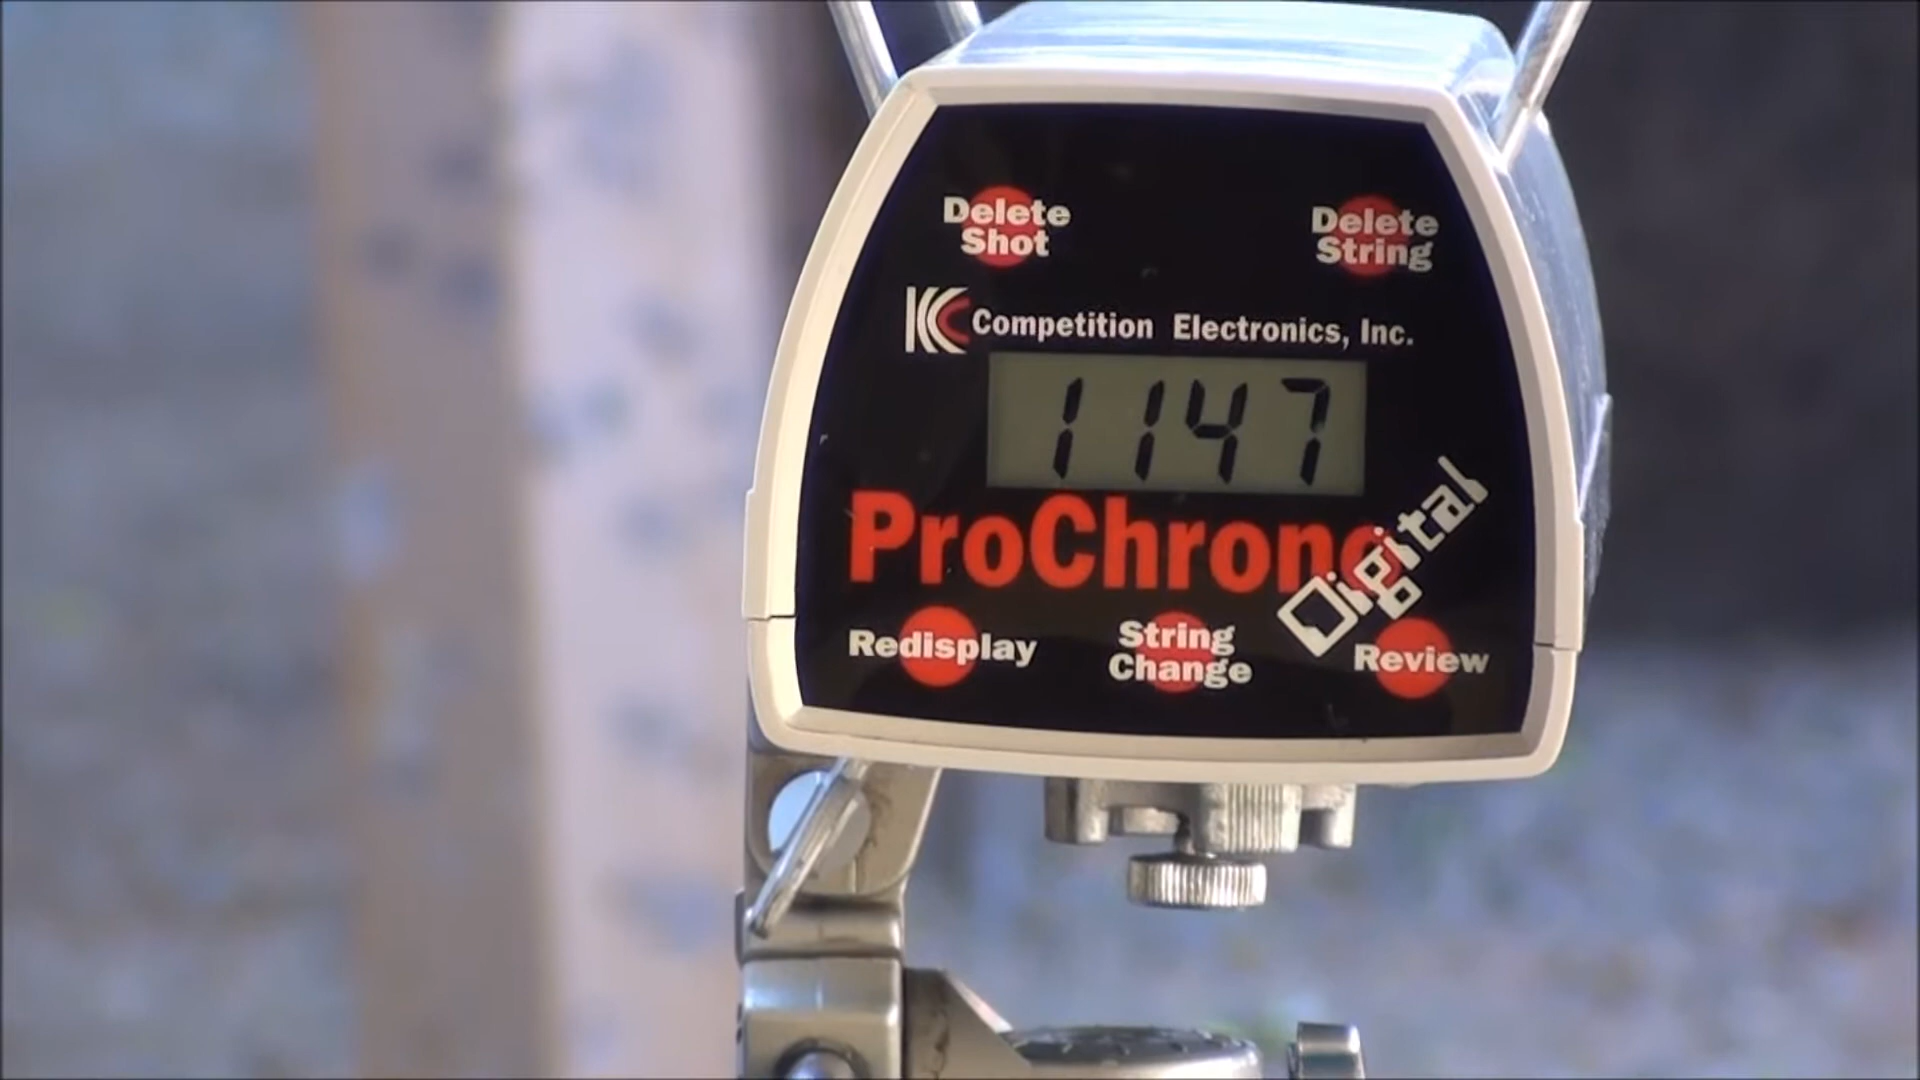 Delete
Shot
Delete
String
Competition Electronics, Inc.
1147
ProChrono
Digital
Redisplay
String
Change
Review